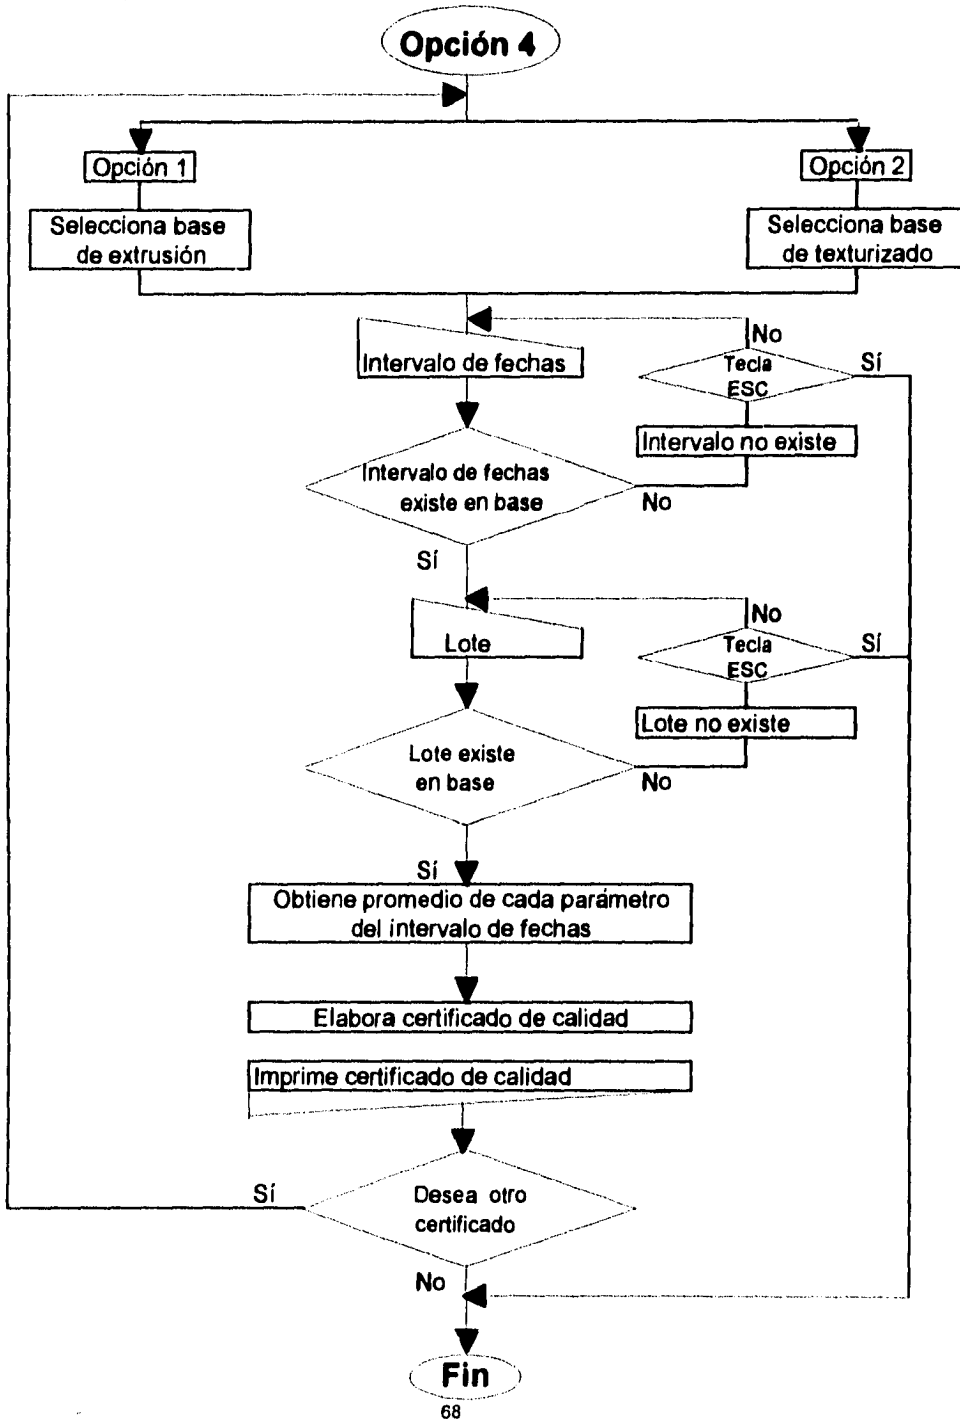 Opción 4
Opción 1
Opción 2
Selecciona base
de extrusión
Selecciona base
de texturizado
Intervalo de fechas
No
Tecla
ESC
Sí
Intervalo no existe
Intervalo de fechas
existe en base
No
Sí
Lote
No
Tecla
ESC
Sí
Lote no existe
Lote existe
en base
No
Sí
Obtiene promedio de cada parámetro
del intervalo de fechas
Elabora certificado de calidad
Imprime certificado de calidad
Sí
Desea otro
certificado
No
Fin
68